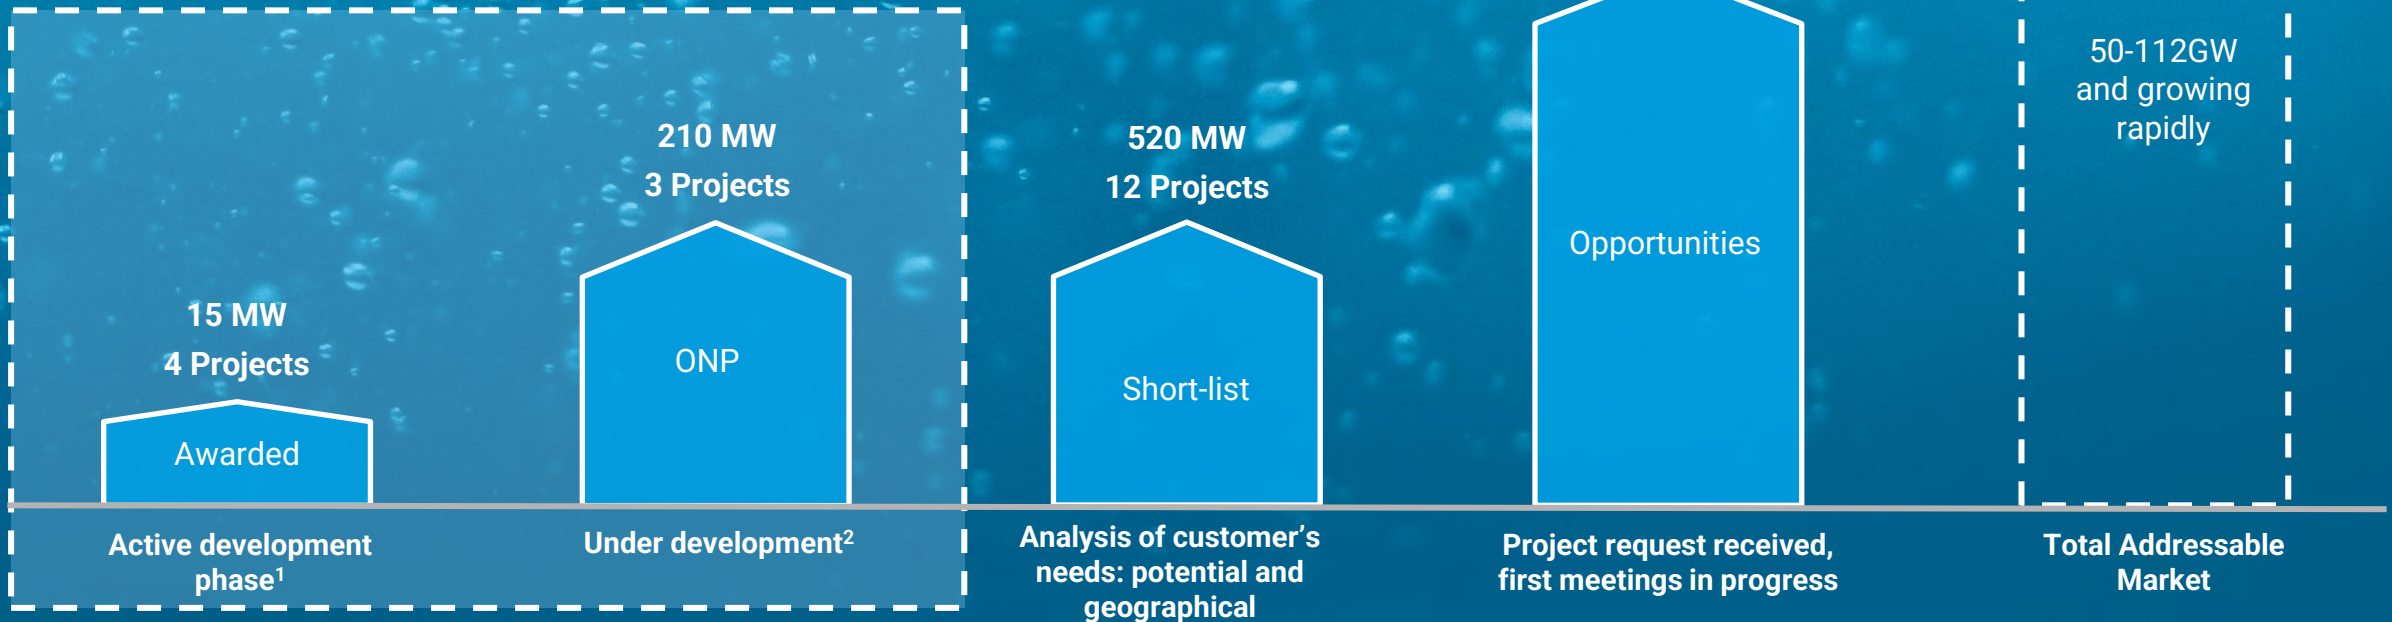 15 MW
4 Projects
Awarded
Active development
phase¹
210 MW
3 Projects
ONP
Under development²
520 MW
12 Projects
Short-list
Analysis of customer’s
needs: potential and
geographical
Opportunities
Project request received,
first meetings in progress
50-112GW
and growing
rapidly
Total Addressable
Market